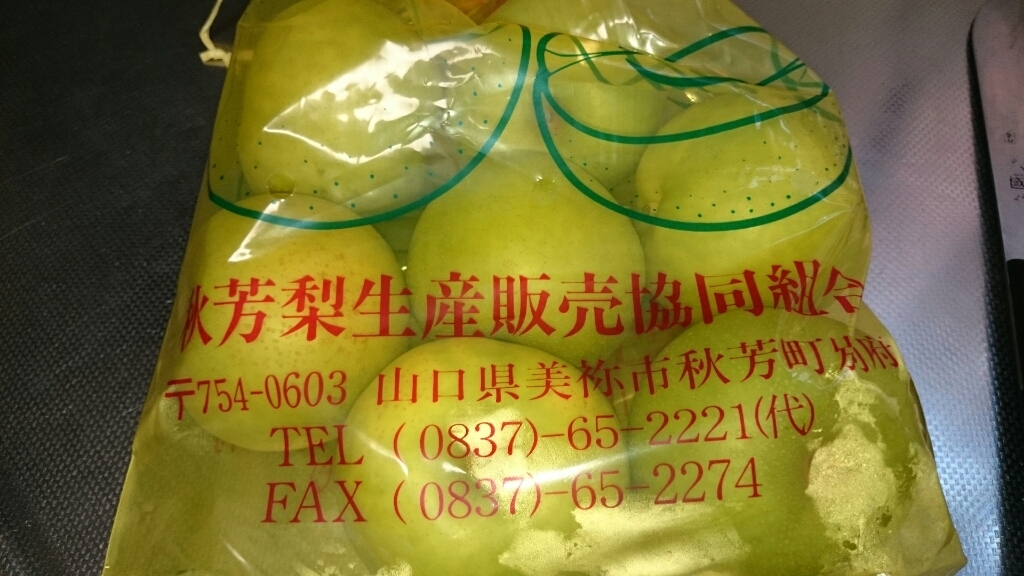 秋芳梨生産販売協同組合
〒754-0603 山口県美祢市秋芳町別府
TEL (0837)-65-2221(代)
FAX (0837)-65-2274